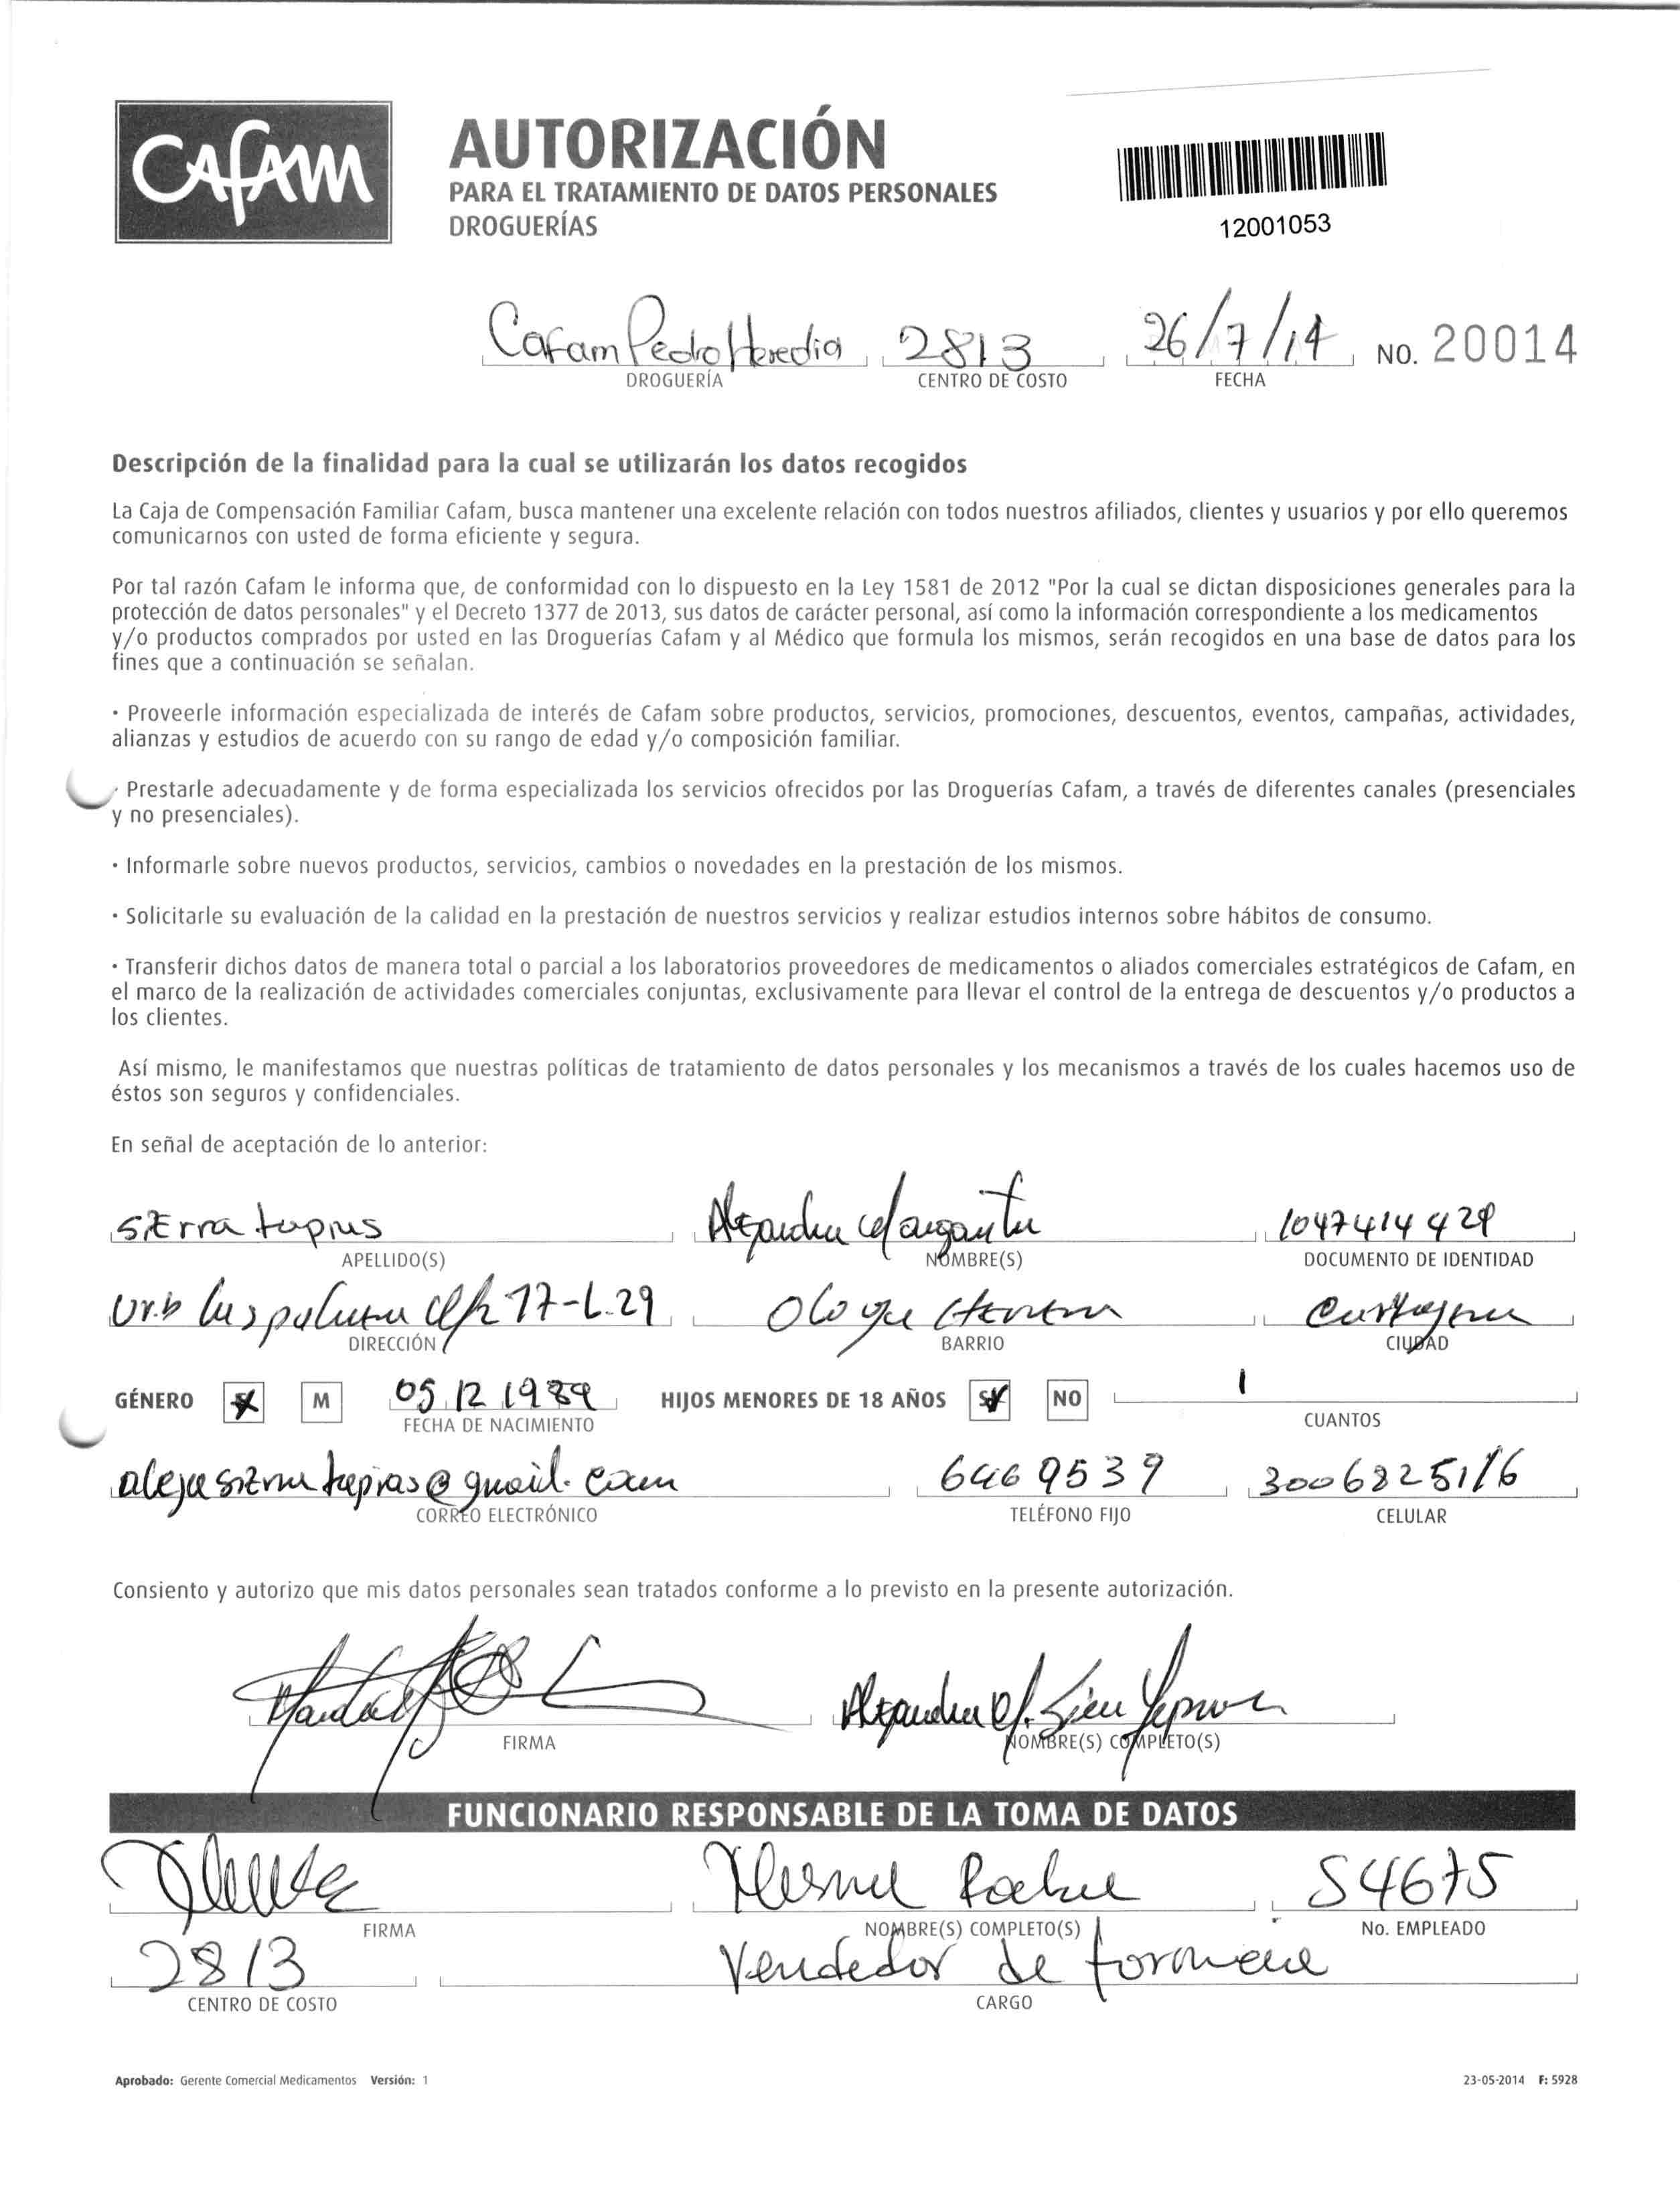 CAFAM
AUTORIZACIÓN
PARA EL TRATAMIENTO DE DATOS PERSONALES
DROGUERÍAS
12001053
Cafam Pedro Heredia 2813 26/7/14 NO. 20014
DROGUERÍA CENTRO DE COSTO FECHA
Descripción de la finalidad para la cual se utilizarán los datos recogidos
La Caja de Compensación Familiar Cafam, busca mantener una excelente relación con todos nuestros afiliados, clientes y usuarios y por ello queremos
comunicarnos con usted de forma eficiente y segura.
Por tal razón Cafam le informa que, de conformidad con lo dispuesto en la Ley 1581 de 2012 "Por la cual se dictan disposiciones generales para la
protección de datos personales" y el Decreto 1377 de 2013, sus datos de carácter personal, así como la información correspondiente a los medicamentos
y/o productos comprados por usted en las Droguerías Cafam y al Médico que formula los mismos, serán recogidos en una base de datos para los
fines que a continuación se señalan.
· Proveerle información especializada de interés de Cafam sobre productos, servicios, promociones, descuentos, eventos, campañas, actividades,
alianzas y estudios de acuerdo con su rango de edad y/o composición familiar.
· Prestarle adecuadamente y de forma especializada los servicios ofrecidos por las Droguerías Cafam, a través de diferentes canales (presenciales
y no presenciales).
· Informarle sobre nuevos productos, servicios, cambios o novedades en la prestación de los mismos.
· Solicitarle su evaluación de la calidad en la prestación de nuestros servicios y realizar estudios internos sobre hábitos de consumo.
· Transferir dichos datos de manera total o parcial a los laboratorios proveedores de medicamentos o aliados comerciales estratégicos de Cafam, en
el marco de la realización de actividades comerciales conjuntas, exclusivamente para llevar el control de la entrega de descuentos y/o productos a
los clientes.
Así mismo, le manifestamos que nuestras políticas de tratamiento de datos personales y los mecanismos a través de los cuales hacemos uso de
éstos son seguros y confidenciales.
En señal de aceptación de lo anterior:
sierra tapias Alejandra Margarita 1047414429
APELLIDO(S) NOMBRE(S) DOCUMENTO DE IDENTIDAD
Urb las palmeras 17-L.29 Olaya Herrera Cartagena
DIRECCIÓN BARRIO CIUDAD
GÉNERO M 05 12 1989 HIJOS MENORES DE 18 AÑOS SI NO 1
FECHA DE NACIMIENTO CUANTOS
alejasierratapias@gmail.com 6469539 3006825116
CORREO ELECTRÓNICO TELÉFONO FIJO CELULAR
Consiento y autorizo que mis datos personales sean tratados conforme a lo previsto en la presente autorización.
Alejandra M. Sierra
FIRMA NOMBRE(S) COMPLETO(S)
FUNCIONARIO RESPONSABLE DE LA TOMA DE DATOS
54675
FIRMA NOMBRE(S) COMPLETO(S) No. EMPLEADO
2813 Vendedor de
CENTRO DE COSTO CARGO
Aprobado: Gerente Comercial Medicamentos Versión: 1 23-05-2014 F: 5928